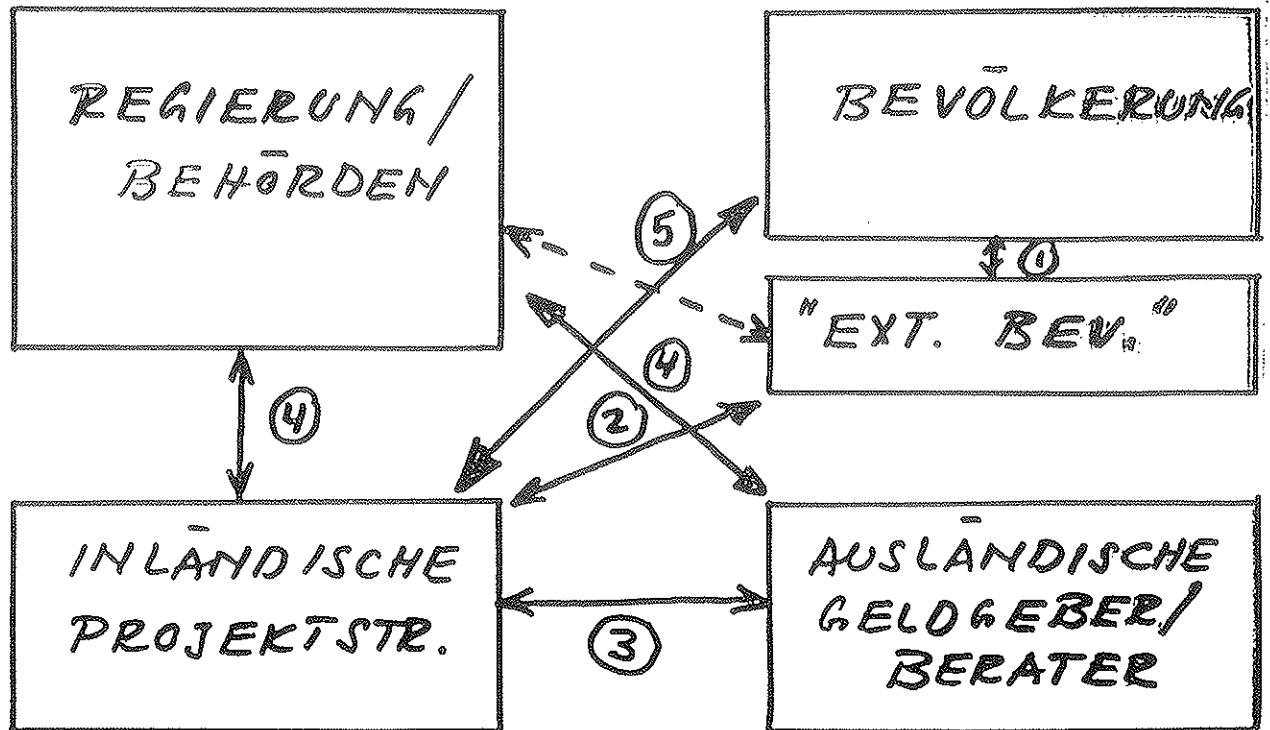 REGIERUNG/
BEHÖRDEN
BEVÖLKERUNG
①
"EXT. BEV."
⑤
④
②
④
INLÄNDISCHE
PROJEKTSTR.
③
AUSLÄNDISCHE
GELDGEBER/
BERATER